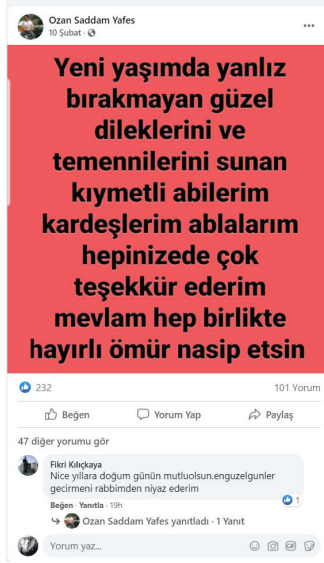 Ozan Saddam Yafes
10 Şubat ·
Yeni yaşımda yanlız
bırakmayan güzel
dileklerini ve
temennilerini sunan
kıymetli abilerim
kardeşlerim ablalarım
hepinizede çok
teşekkür ederim
mevlam hep birlikte
hayırlı ömür nasip etsin
232 101 Yorum
Beğen Yorum Yap Paylaş
47 diğer yorumu gör
Fikri Kılıçkaya
Nice yıllara doğum günün mutluolsun.enguzelgunler
gecirmeni rabbimden niyaz ederim
1
Beğen · Yanıtla · 19h
Ozan Saddam Yafes yanıtladı · 1 Yanıt
Yorum yaz...
GIF